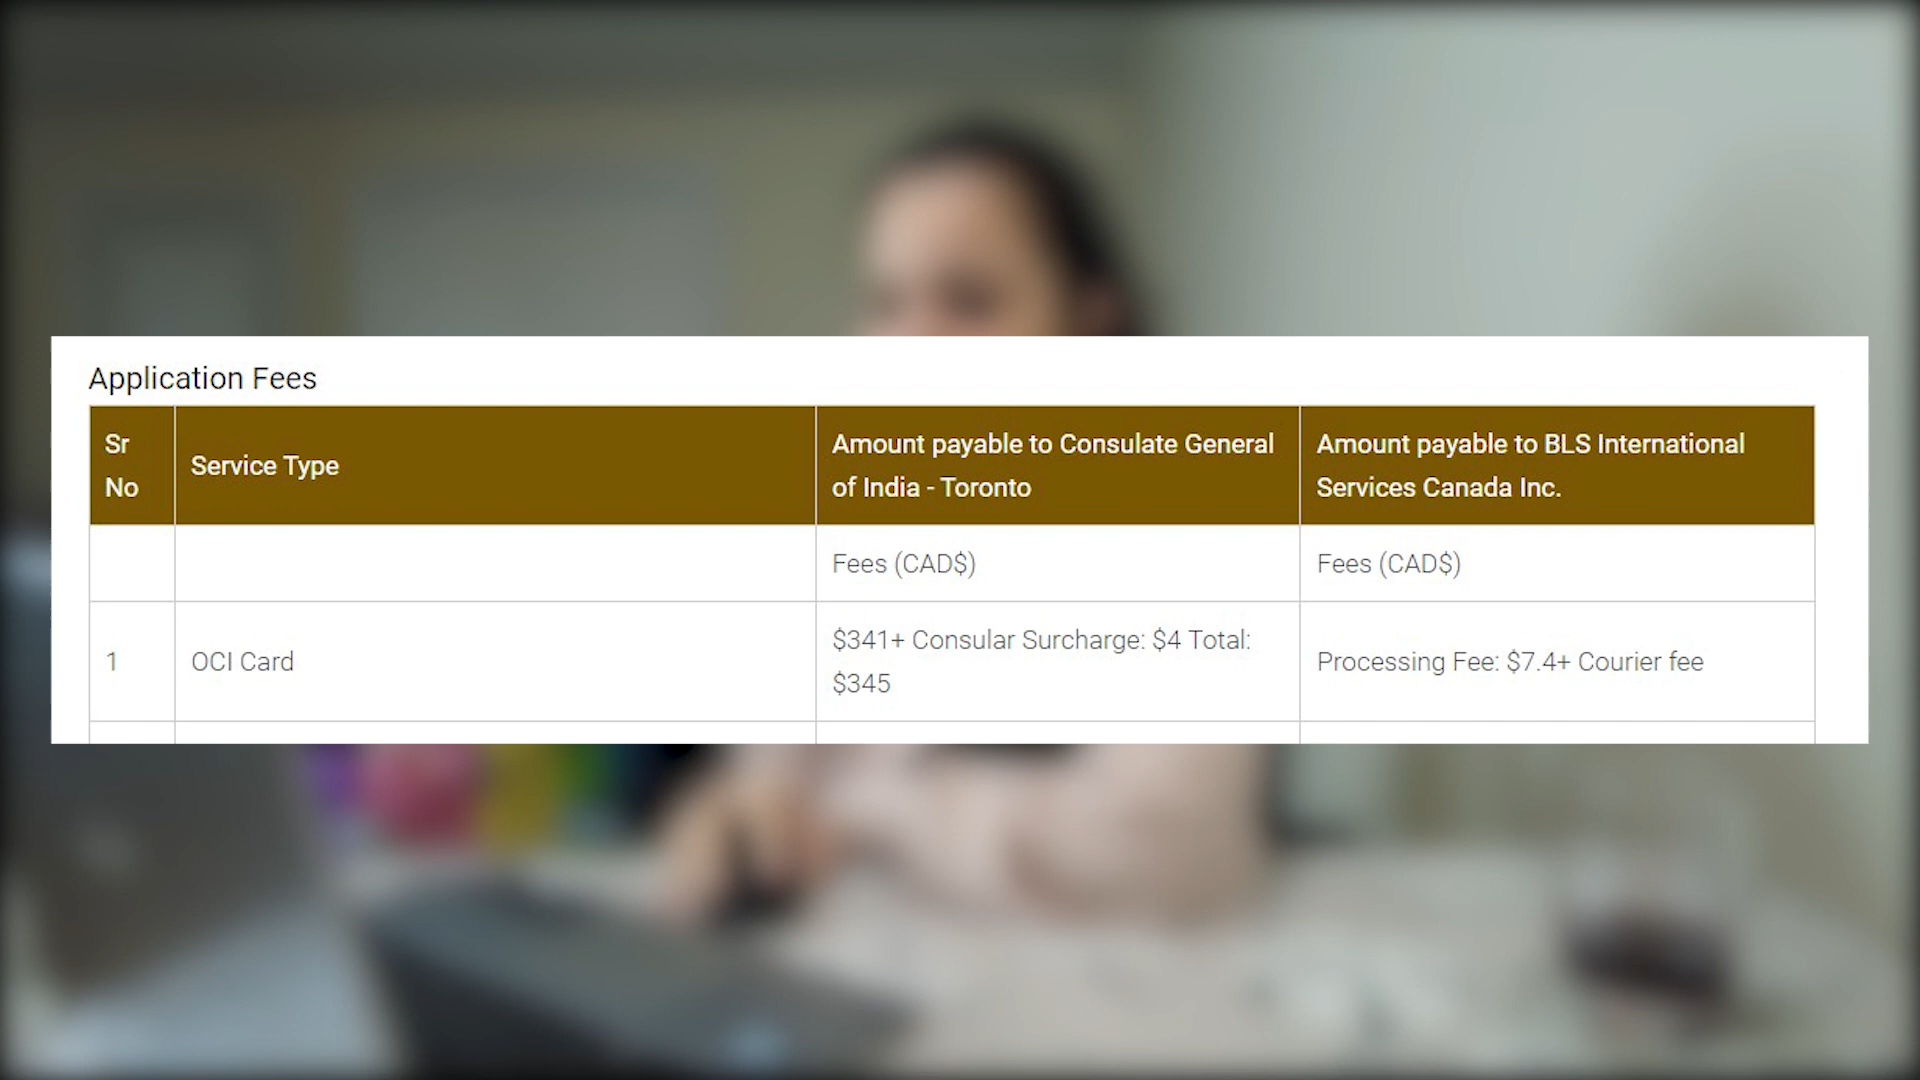 Application Fees
Sr
No
Service Type
Amount payable to Consulate General
of India - Toronto
Amount payable to BLS International
Services Canada Inc.
Fees (CAD$)
Fees (CAD$)
1
OCI Card
$341+ Consular Surcharge: $4 Total:
$345
Processing Fee: $7.4+ Courier fee